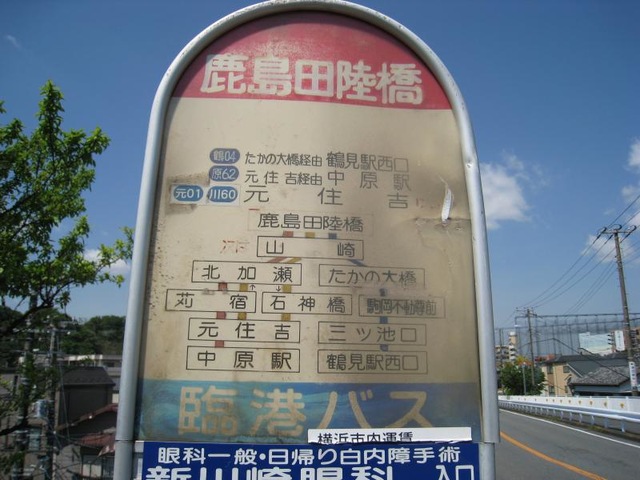 鹿島田陸橋
鶴04 たかの大橋経由 鶴見駅西口
原62 元住吉経由 中原駅
元01 川60 元住吉
鹿島田陸橋
山崎
北加瀬 たかの大橋
苅宿 石神橋 駒岡不動尊前
元住吉 三ツ池口
中原駅 鶴見駅西口
臨港バス
横浜市内運賃
眼科一般・日帰り白内障手術
新川崎眼科 入口